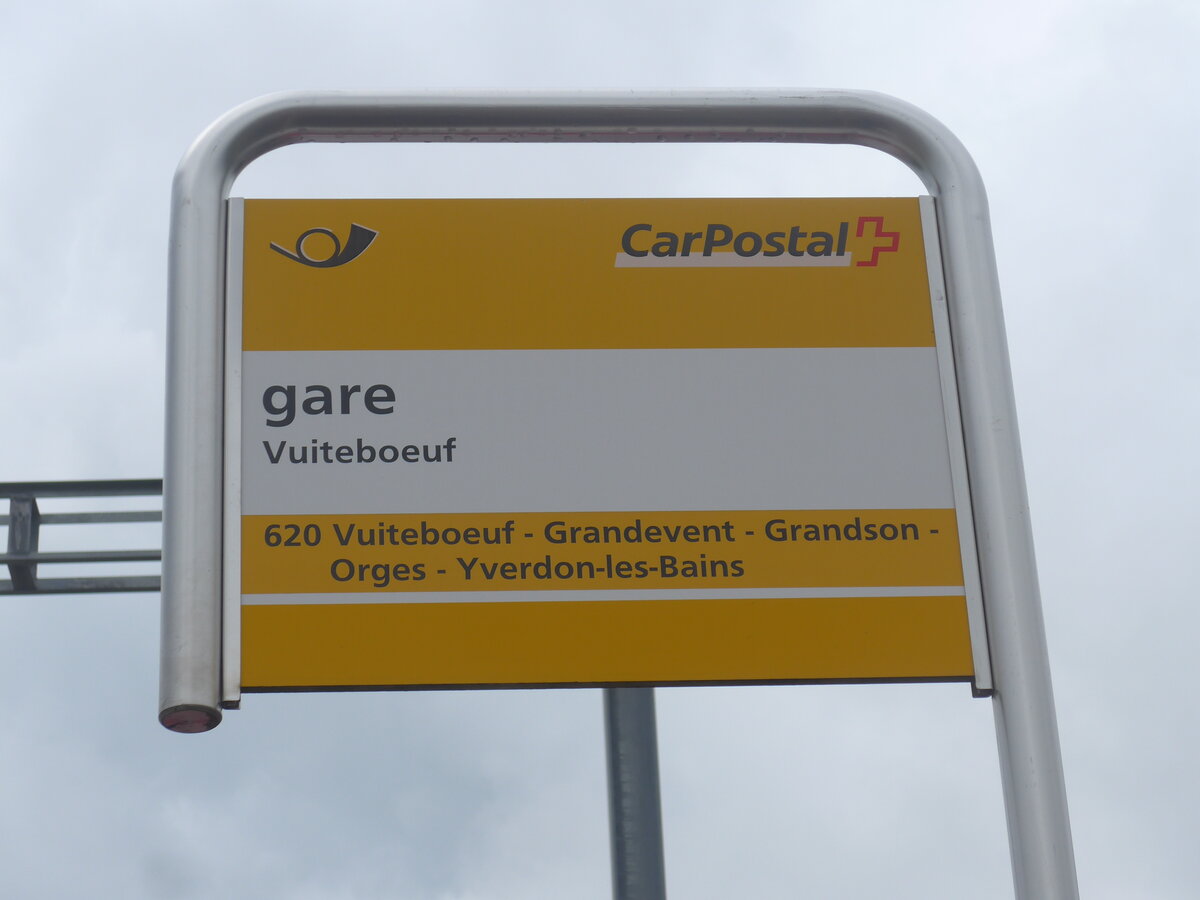 CarPostal
gare
Vuiteboeuf
620 Vuiteboeuf - Grandevent - Grandson -
Orges - Yverdon-les-Bains